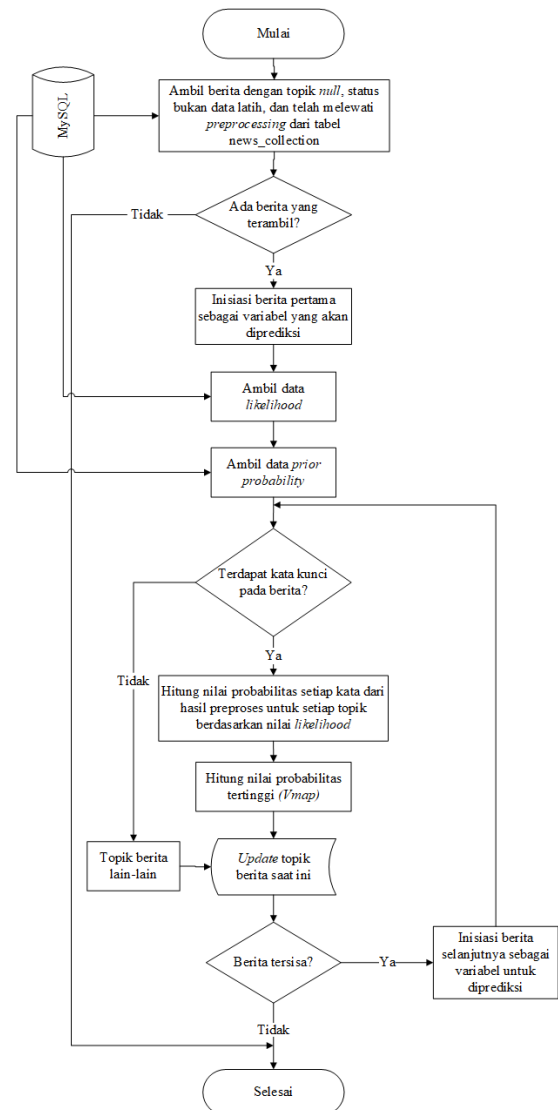 Mulai
MySQL
Ambil berita dengan topik null, status
bukan data latih, dan telah melewati
preprocessing dari tabel
news_collection
Tidak
Ada berita yang
terambil?
Ya
Inisiasi berita pertama
sebagai variabel yang akan
diprediksi
Ambil data
likelihood
Ambil data prior
probability
Terdapat kata kunci
pada berita?
Tidak
Ya
Hitung nilai probabilitas setiap kata dari
hasil preproses untuk setiap topik
berdasarkan nilai likelihood
Hitung nilai probabilitas
tertinggi (Vmap)
Topik berita
lain-lain
Update topik
berita saat ini
Berita tersisa?
Ya
Inisiasi berita
selanjutnya sebagai
variabel untuk
diprediksi
Tidak
Selesai